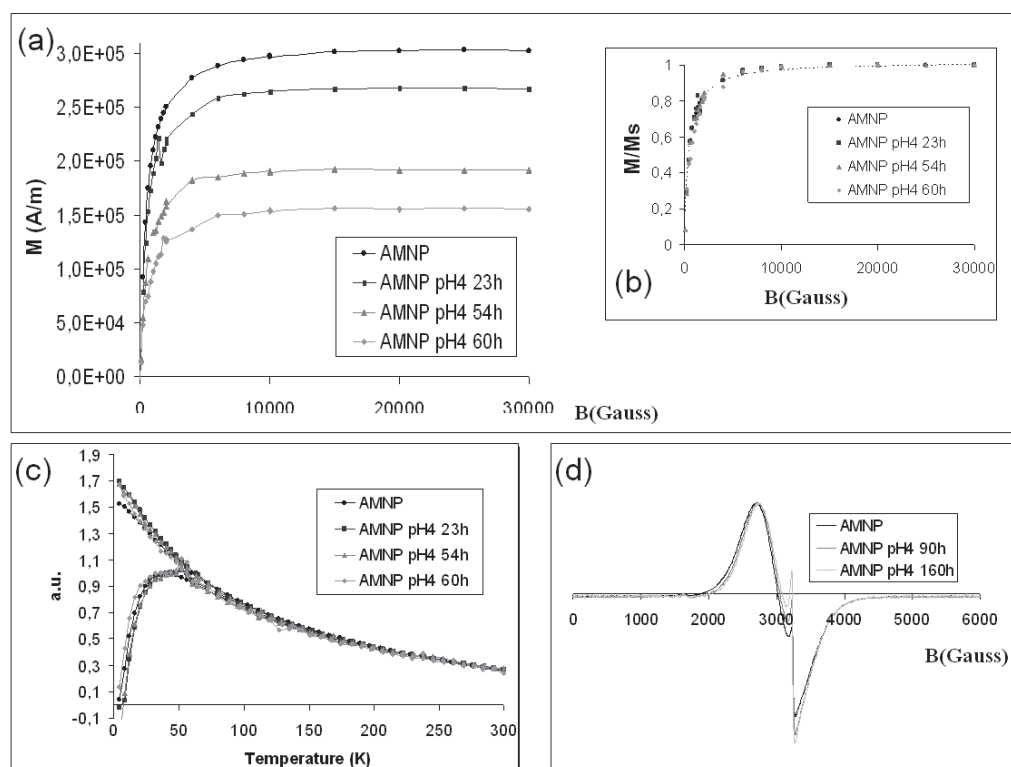 (a)
3,0E+05
2,5E+05
2,0E+05
1,5E+05
1,0E+05
5,0E+04
0,0E+00
M (A/m)
AMNP
AMNP pH4 23h
AMNP pH4 54h
AMNP pH4 60h
0 10000 20000 30000
B(Gauss)
1
0,8
0,6
0,4
0,2
0
M/Ms
AMNP
AMNP pH4 23h
AMNP pH4 54h
AMNP pH4 60h
0 10000 20000 30000
(b)
B(Gauss)
(c)
1,9
1,7
1,5
1,3
1,1
0,9
0,7
0,5
0,3
0,1
-0,1
a.u.
AMNP
AMNP pH4 23h
AMNP pH4 54h
AMNP pH4 60h
0 50 100 150 200 250 300
Temperature (K)
(d)
AMNP
AMNP pH4 90h
AMNP pH4 160h
0 1000 2000 3000 4000 5000 6000
B(Gauss)